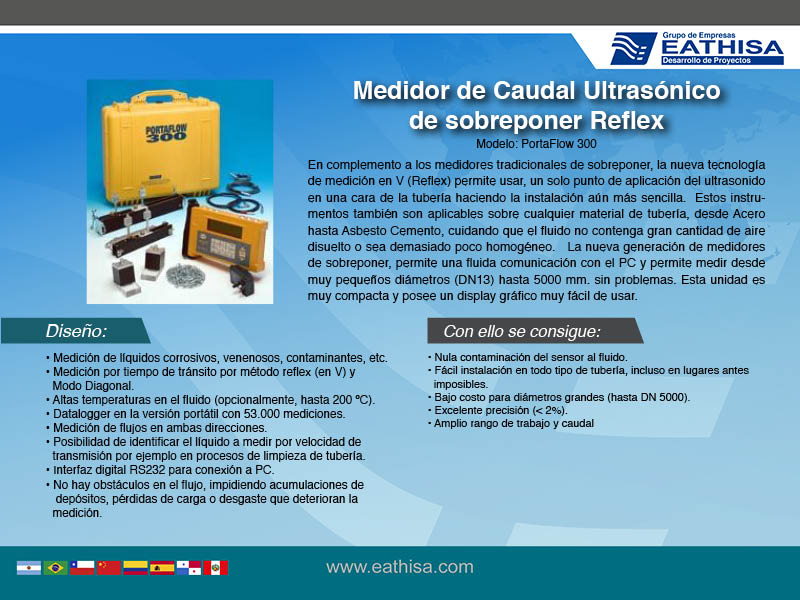 Grupo de Empresas
EATHISA
Desarrollo de Proyectos
Medidor de Caudal Ultrasónico
de sobreponer Reflex
Modelo: PortaFlow 300
PORTAFLOW
300
En complemento a los medidores tradicionales de sobreponer, la nueva tecnología
de medición en V (Reflex) permite usar, un solo punto de aplicación del ultrasonido
en una cara de la tubería haciendo la instalación aún más sencilla. Estos instru-
mentos también son aplicables sobre cualquier material de tubería, desde Acero
hasta Asbesto Cemento, cuidando que el fluido no contenga gran cantidad de aire
disuelto o sea demasiado poco homogéneo. La nueva generación de medidores
de sobreponer, permite una fluida comunicación con el PC y permite medir desde
muy pequeños diámetros (DN13) hasta 5000 mm. sin problemas. Esta unidad es
muy compacta y posee un display gráfico muy fácil de usar.
Diseño:
• Medición de líquidos corrosivos, venenosos, contaminantes, etc.
• Medición por tiempo de tránsito por método reflex (en V) y
Modo Diagonal.
• Altas temperaturas en el fluido (opcionalmente, hasta 200 ºC).
• Datalogger en la versión portátil con 53.000 mediciones.
• Medición de flujos en ambas direcciones.
• Posibilidad de identificar el líquido a medir por velocidad de
transmisión por ejemplo en procesos de limpieza de tubería.
• Interfaz digital RS232 para conexión a PC.
• No hay obstáculos en el flujo, impidiendo acumulaciones de
depósitos, pérdidas de carga o desgaste que deterioran la
medición.
Con ello se consigue:
• Nula contaminación del sensor al fluido.
• Fácil instalación en todo tipo de tubería, incluso en lugares antes
imposibles.
• Bajo costo para diámetros grandes (hasta DN 5000).
• Excelente precisión (< 2%).
• Amplio rango de trabajo y caudal
www.eathisa.com